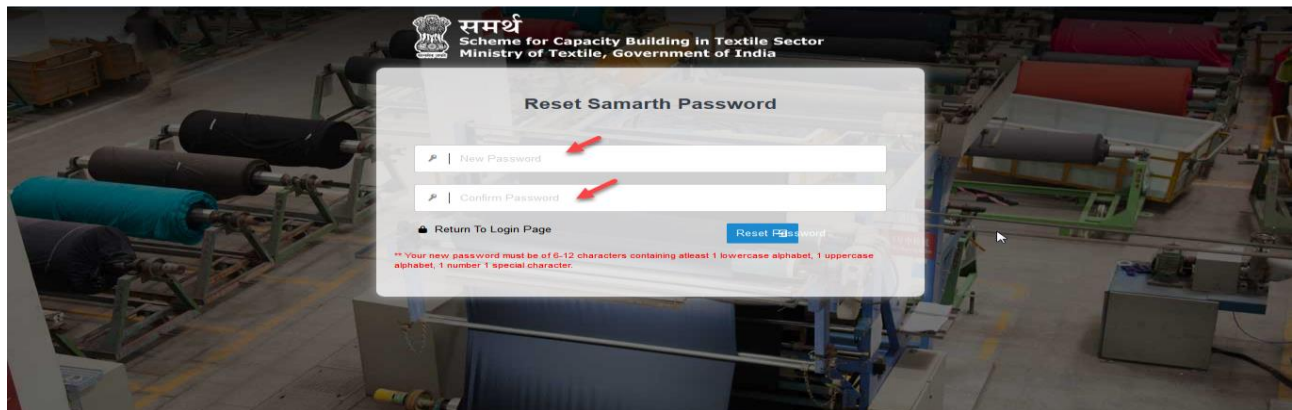 समर्थ
Scheme for Capacity Building in Textile Sector
Ministry of Textile, Government of India
Reset Samarth Password
New Password
Confirm Password
Return To Login Page
Reset Password
** Your new password must be of 6-12 characters containing atleast 1 lowercase alphabet, 1 uppercase
alphabet, 1 number 1 special character.